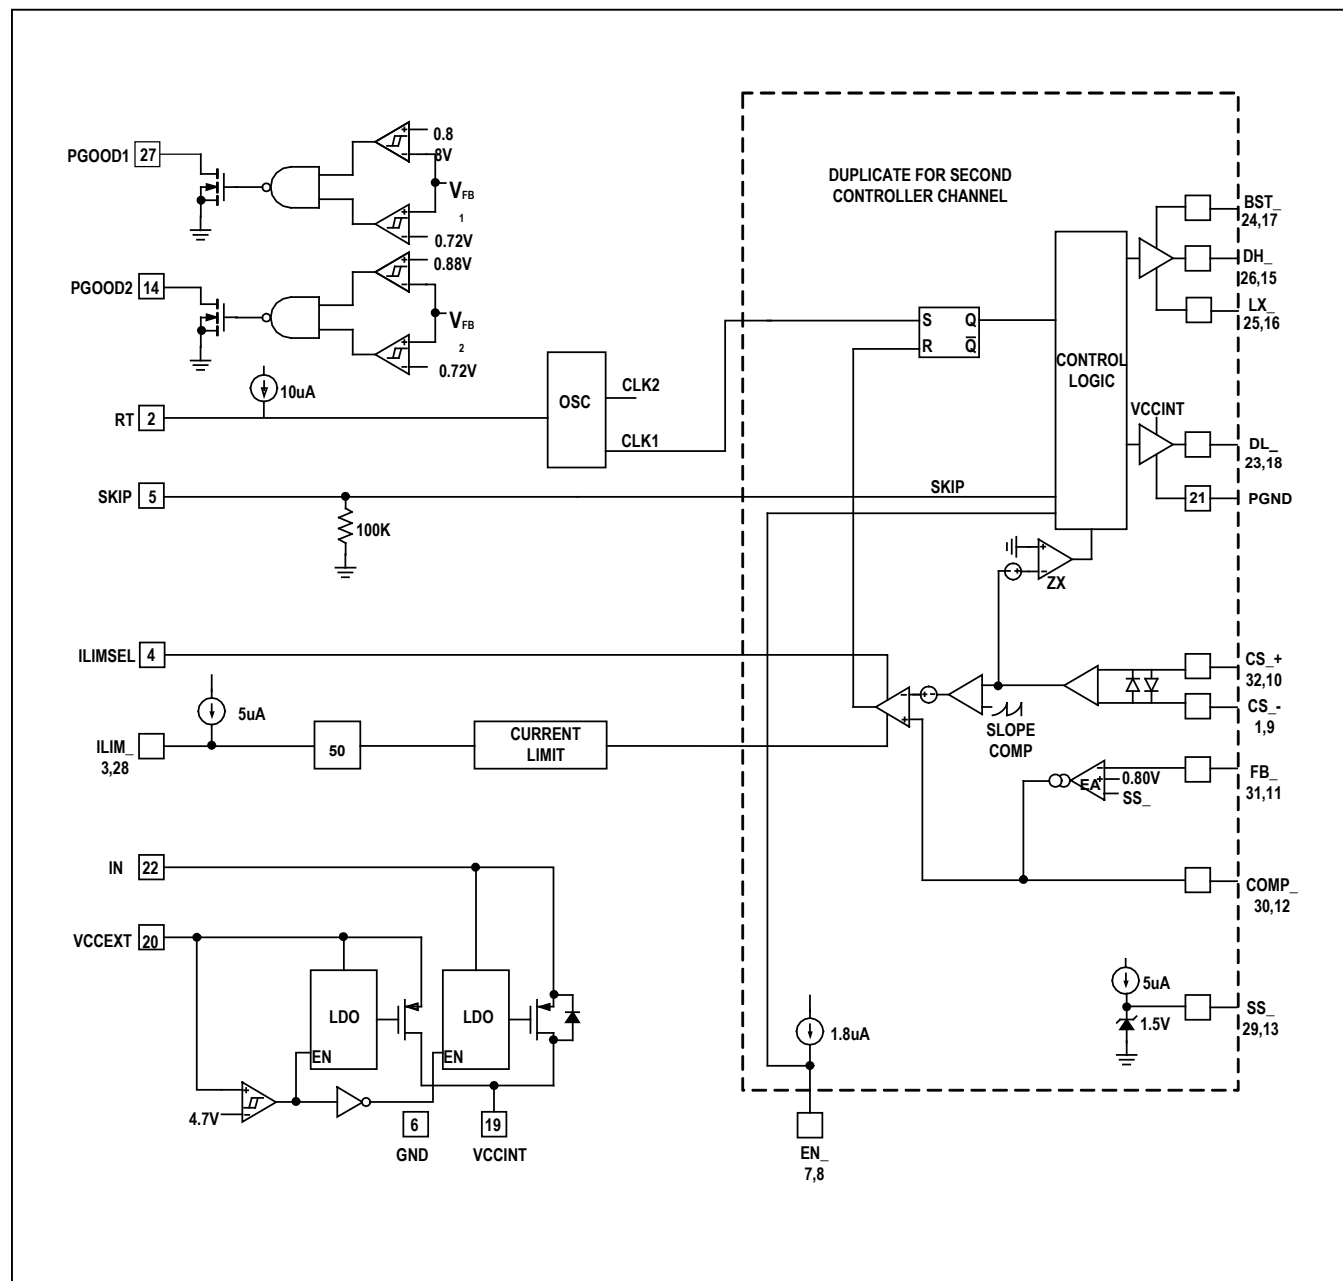 0.8
8V
PGOOD1 27
VFB
1
0.72V
0.88V
PGOOD2 14
VFB
2
0.72V
10uA
RT 2
OSC
CLK2
CLK1
SKIP 5
100K
ILIMSEL 4
5uA
ILIM_
3,28
50
CURRENT
LIMIT
IN 22
VCCEXT 20
LDO
LDO
EN
EN
4.7V
+
–
6
GND
19
VCCINT
DUPLICATE FOR SECOND
CONTROLLER CHANNEL
S Q
R Q̅
CONTROL
LOGIC
SKIP
BST_
24,17
DH_
26,15
LX_
25,16
VCCINT
DL_
23,18
21 PGND
+
–
ZX
CS_+
32,10
CS_-
1,9
SLOPE
COMP
FB_
31,11
EA
0.80V
SS_
COMP_
30,12
5uA
1.5V
SS_
29,13
1.8uA
EN_
7,8